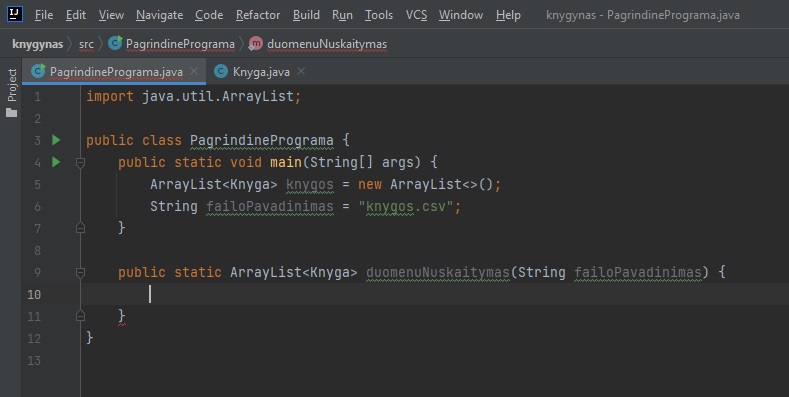 IJ File Edit View Navigate Code Refactor Build Run Tools VCS Window Help knygynas - PagrindinePrograma.java
knygynas src PagrindinePrograma duomenuNuskaitymas
Project
PagrindinePrograma.java Knyga.java
1 import java.util.ArrayList;
2
3 public class PagrindinePrograma {
4 public static void main(String[] args) {
5 ArrayList<Knyga> knygos = new ArrayList<>();
6 String failoPavadinimas = "knygos.csv";
7 }
8
9 public static ArrayList<Knyga> duomenuNuskaitymas(String failoPavadinimas) {
10
11 }
12 }
13